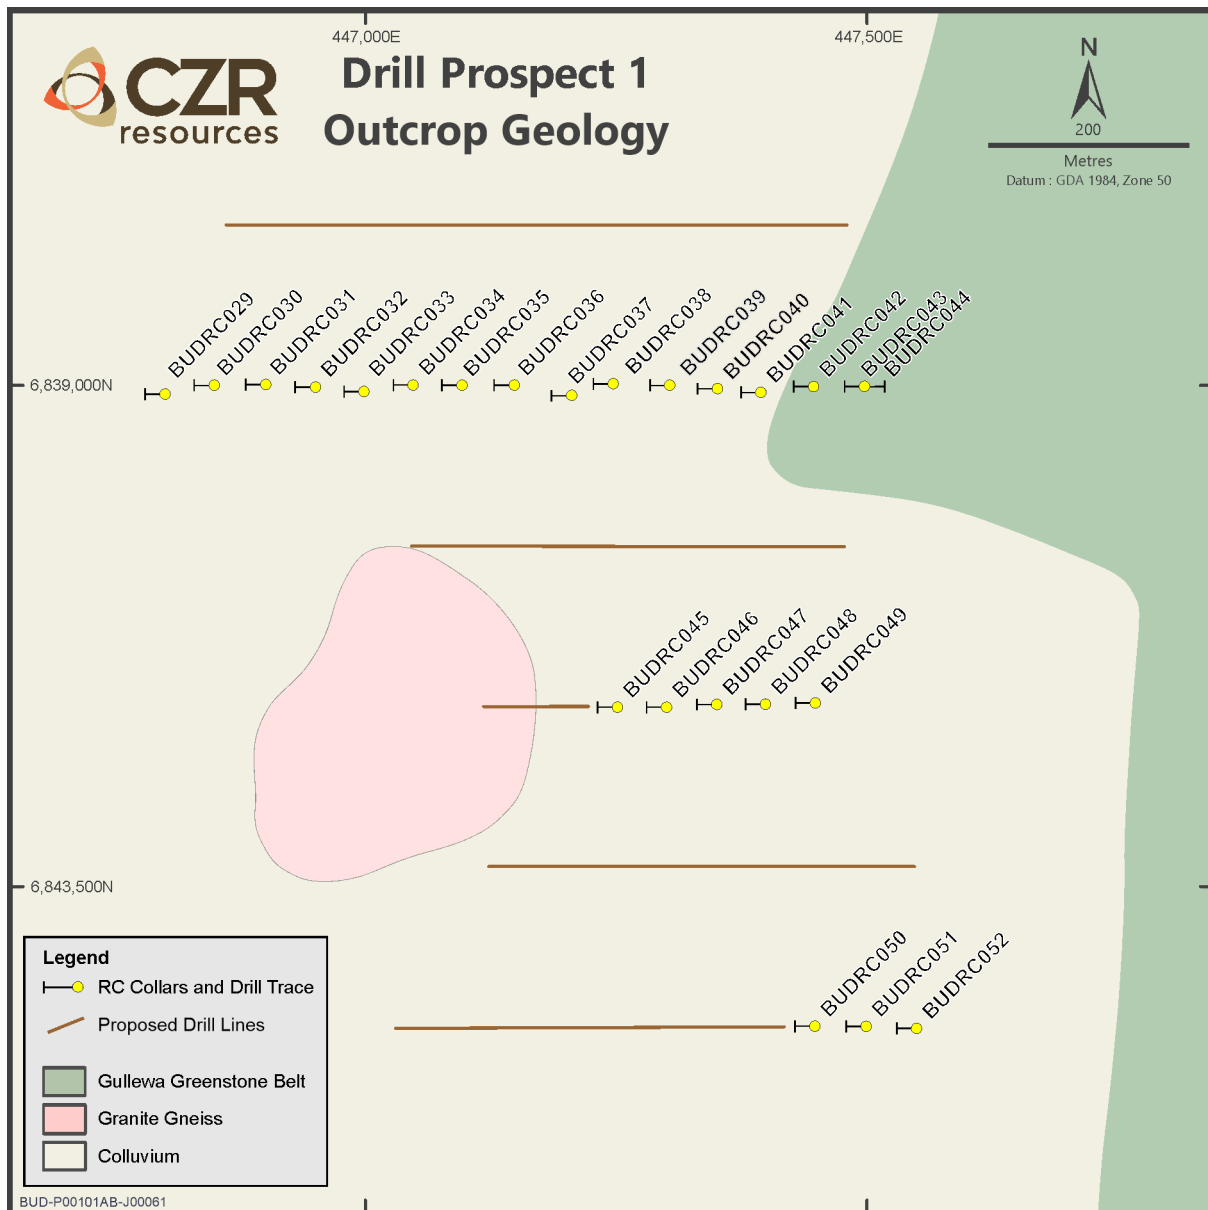 447,000E
447,500E
CZR
resources
Drill Prospect 1
Outcrop Geology
N
200
Metres
Datum : GDA 1984, Zone 50
BUDRC029
BUDRC030
BUDRC031
BUDRC032
BUDRC033
BUDRC034
BUDRC035
BUDRC036
BUDRC037
BUDRC038
BUDRC039
BUDRC040
BUDRC041
BUDRC042
BUDRC043
BUDRC044
6,839,000N
BUDRC045
BUDRC046
BUDRC047
BUDRC048
BUDRC049
6,843,500N
BUDRC050
BUDRC051
BUDRC052
Legend
RC Collars and Drill Trace
Proposed Drill Lines
Gullewa Greenstone Belt
Granite Gneiss
Colluvium
BUD-P00101AB-J00061